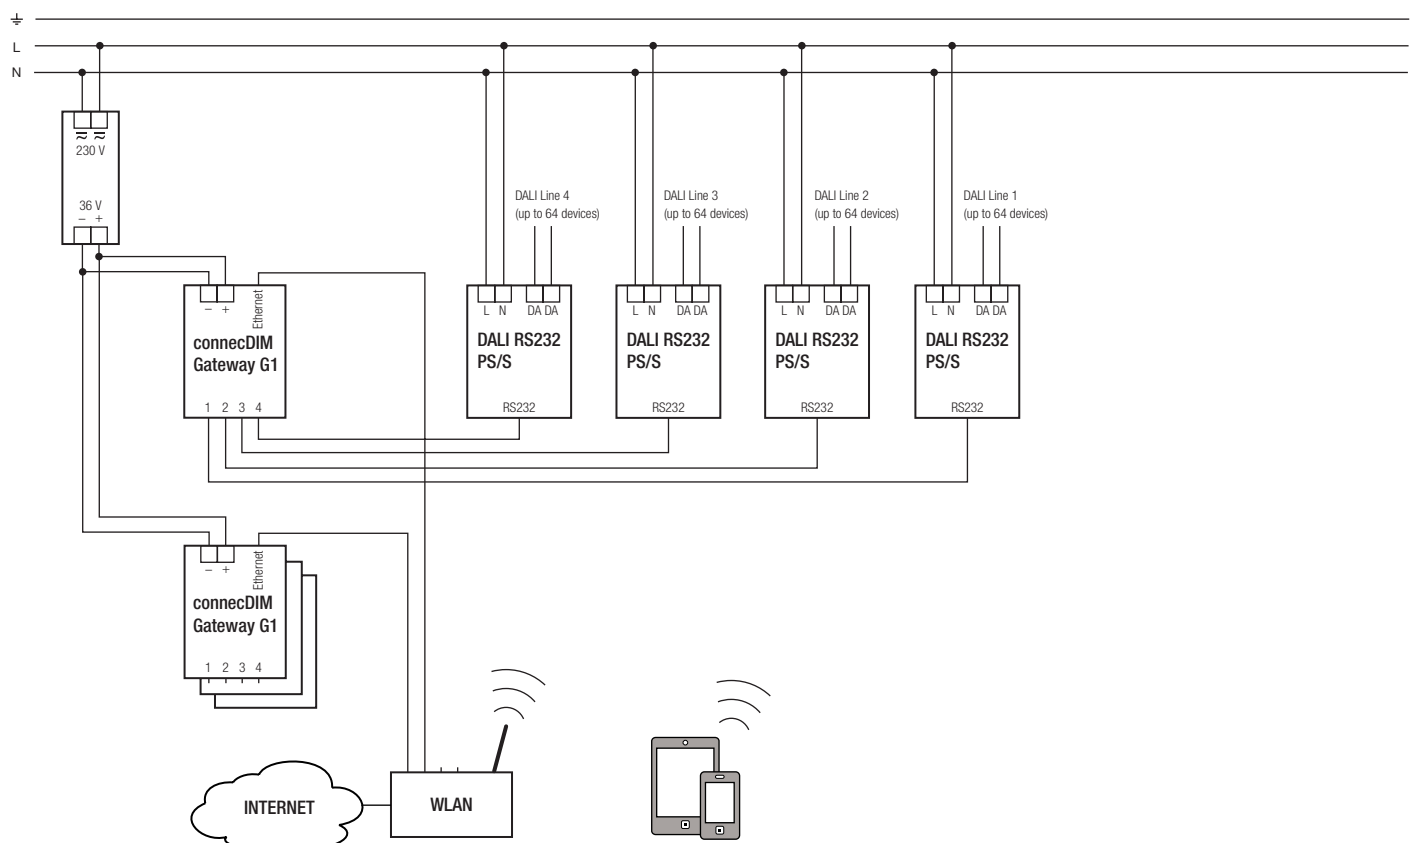 L
N
230 V
36 V
– +
DALI Line 4
(up to 64 devices)
DALI Line 3
(up to 64 devices)
DALI Line 2
(up to 64 devices)
DALI Line 1
(up to 64 devices)
– +
Ethernet
connecDIM
Gateway G1
1 2 3 4
L N DA DA
DALI RS232
PS/S
RS232
L N DA DA
DALI RS232
PS/S
RS232
L N DA DA
DALI RS232
PS/S
RS232
L N DA DA
DALI RS232
PS/S
RS232
– +
Ethernet
connecDIM
Gateway G1
1 2 3 4
INTERNET
WLAN